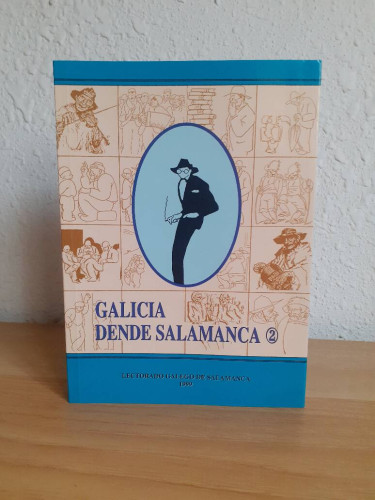 GALICIA
DENDE SALAMANCA 2
LECTORADO GALEGO DE SALAMANCA